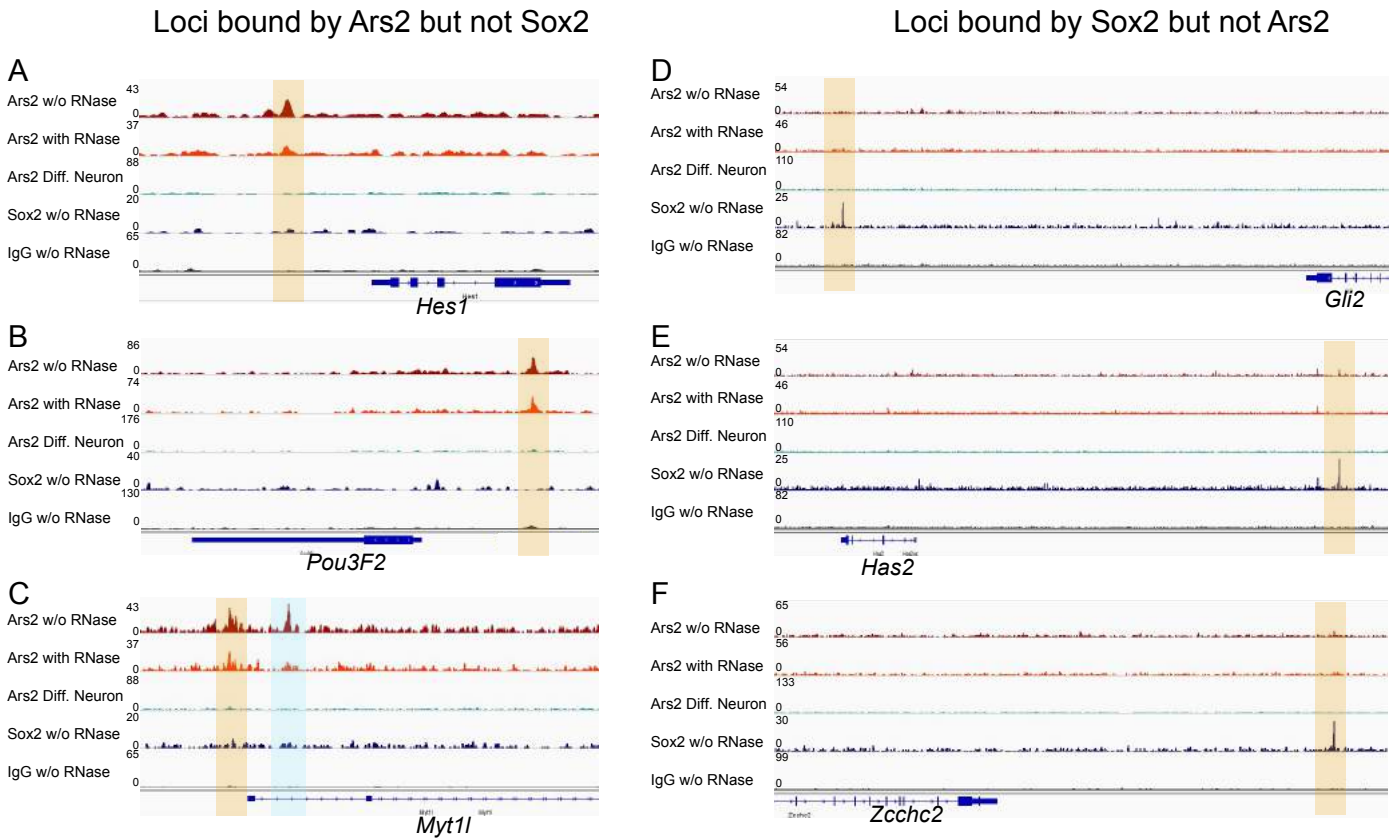 Loci bound by Ars2 but not Sox2
Loci bound by Sox2 but not Ars2
A
43
Ars2 w/o RNase
0
37
Ars2 with RNase
0
88
Ars2 Diff. Neuron
0
20
Sox2 w/o RNase
0
65
IgG w/o RNase
0
Hes1
Hes1
B
86
Ars2 w/o RNase
0
74
Ars2 with RNase
0
176
Ars2 Diff. Neuron
0
40
Sox2 w/o RNase
0
130
IgG w/o RNase
0
Pou3F2
C
43
Ars2 w/o RNase
0
37
Ars2 with RNase
0
88
Ars2 Diff. Neuron
0
20
Sox2 w/o RNase
0
65
IgG w/o RNase
0
Myt1l Myt1l
Myt1l
D
54
Ars2 w/o RNase
0
46
Ars2 with RNase
0
110
Ars2 Diff. Neuron
0
25
Sox2 w/o RNase
0
82
IgG w/o RNase
0
Gli2
E
54
Ars2 w/o RNase
0
46
Ars2 with RNase
0
110
Ars2 Diff. Neuron
0
25
Sox2 w/o RNase
0
82
IgG w/o RNase
0
Has2
Has2
F
65
Ars2 w/o RNase
0
56
Ars2 with RNase
0
133
Ars2 Diff. Neuron
0
30
Sox2 w/o RNase
0
99
IgG w/o RNase
0
Zcchc2
Zcchc2